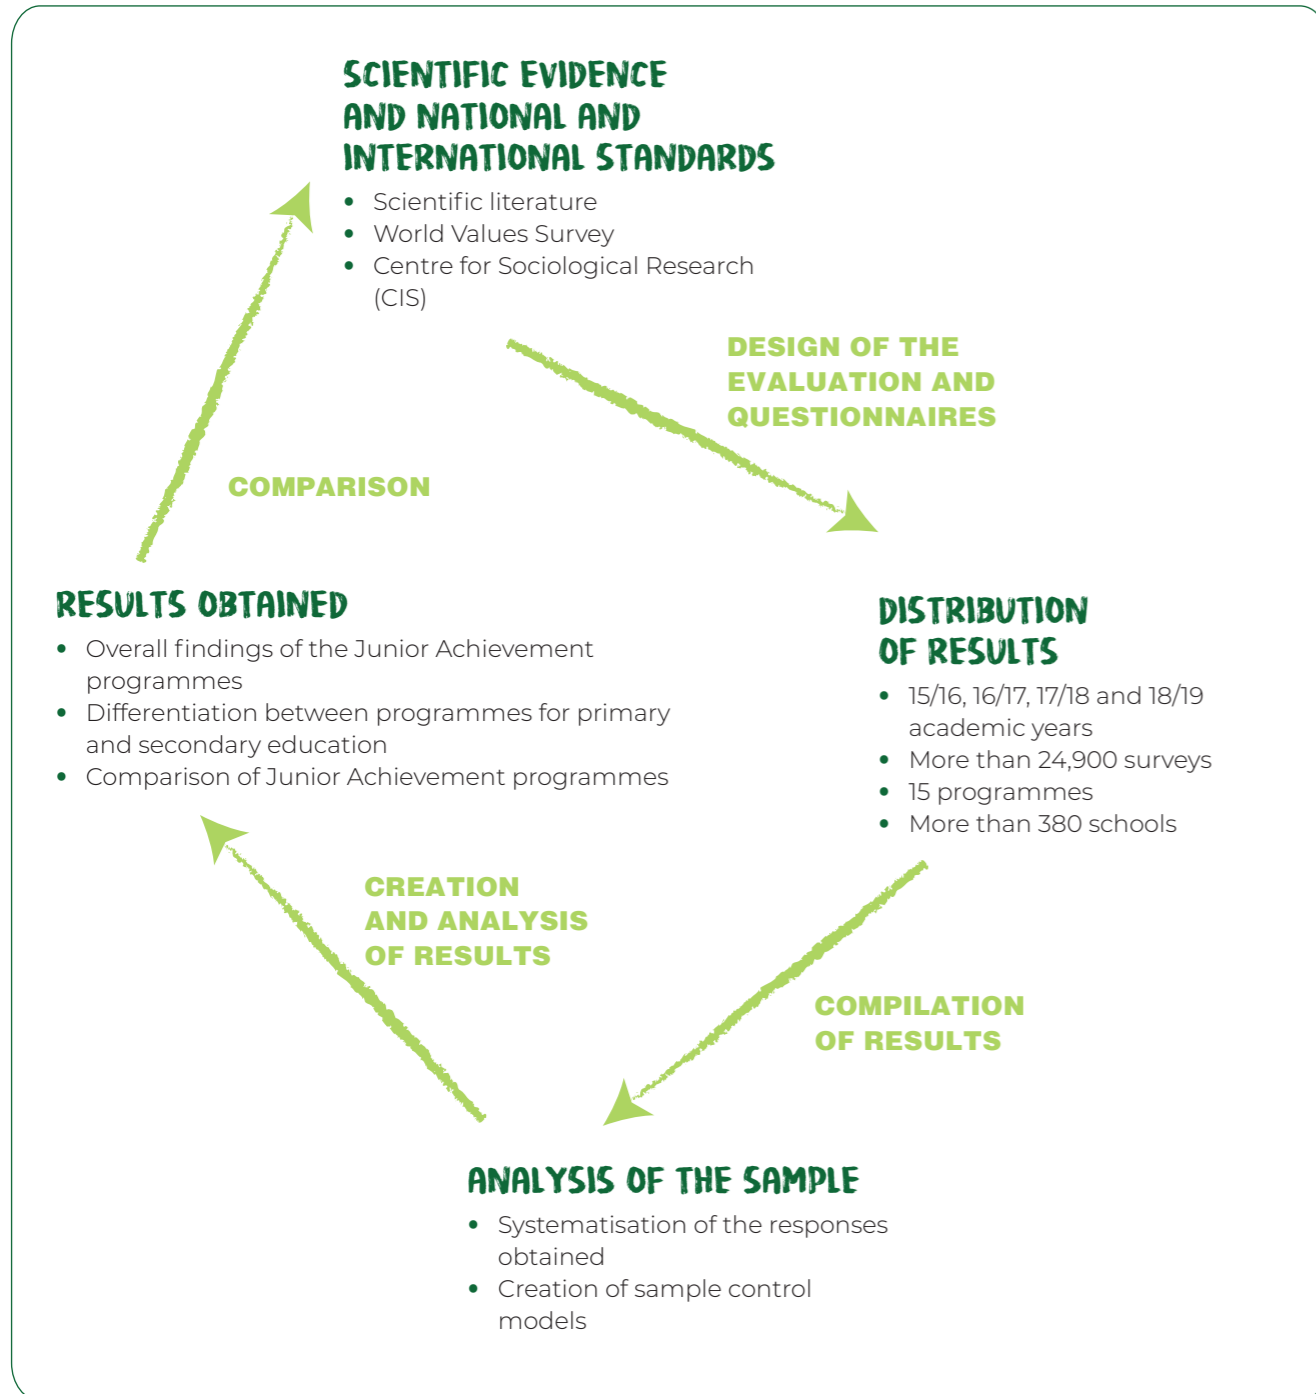 SCIENTIFIC EVIDENCE
AND NATIONAL AND
INTERNATIONAL STANDARDS
• Scientific literature
• World Values Survey
• Centre for Sociological Research
(CIS)
DESIGN OF THE
EVALUATION AND
QUESTIONNAIRES
COMPARISON
RESULTS OBTAINED
• Overall findings of the Junior Achievement
programmes
• Differentiation between programmes for primary
and secondary education
• Comparison of Junior Achievement programmes
DISTRIBUTION
OF RESULTS
• 15/16, 16/17, 17/18 and 18/19
academic years
• More than 24,900 surveys
• 15 programmes
• More than 380 schools
CREATION
AND ANALYSIS
OF RESULTS
COMPILATION
OF RESULTS
ANALYSIS OF THE SAMPLE
• Systematisation of the responses
obtained
• Creation of sample control
models